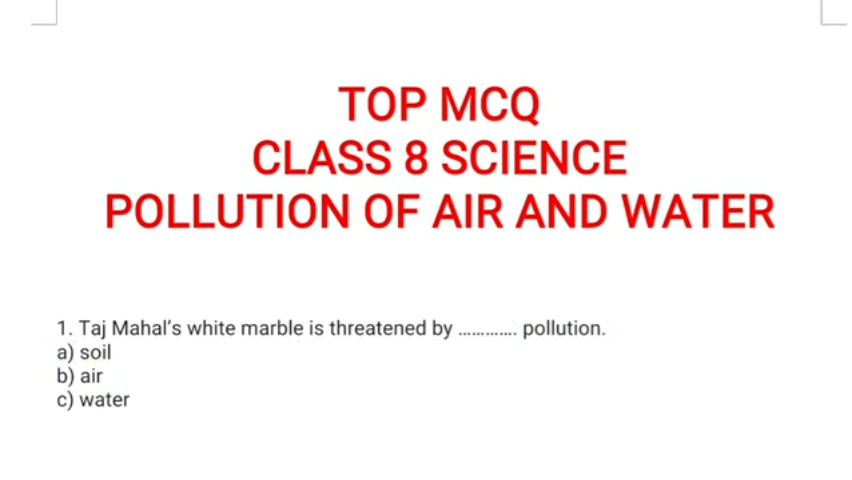 TOP MCQ
CLASS 8 SCIENCE
POLLUTION OF AIR AND WATER
1. Taj Mahal's white marble is threatened by ............. pollution.
a) soil
b) air
c) water